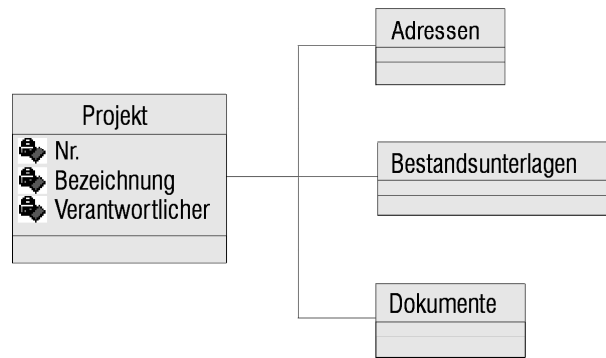 Projekt
Nr.
Bezeichnung
Verantwortlicher
Adressen
Bestandsunterlagen
Dokumente